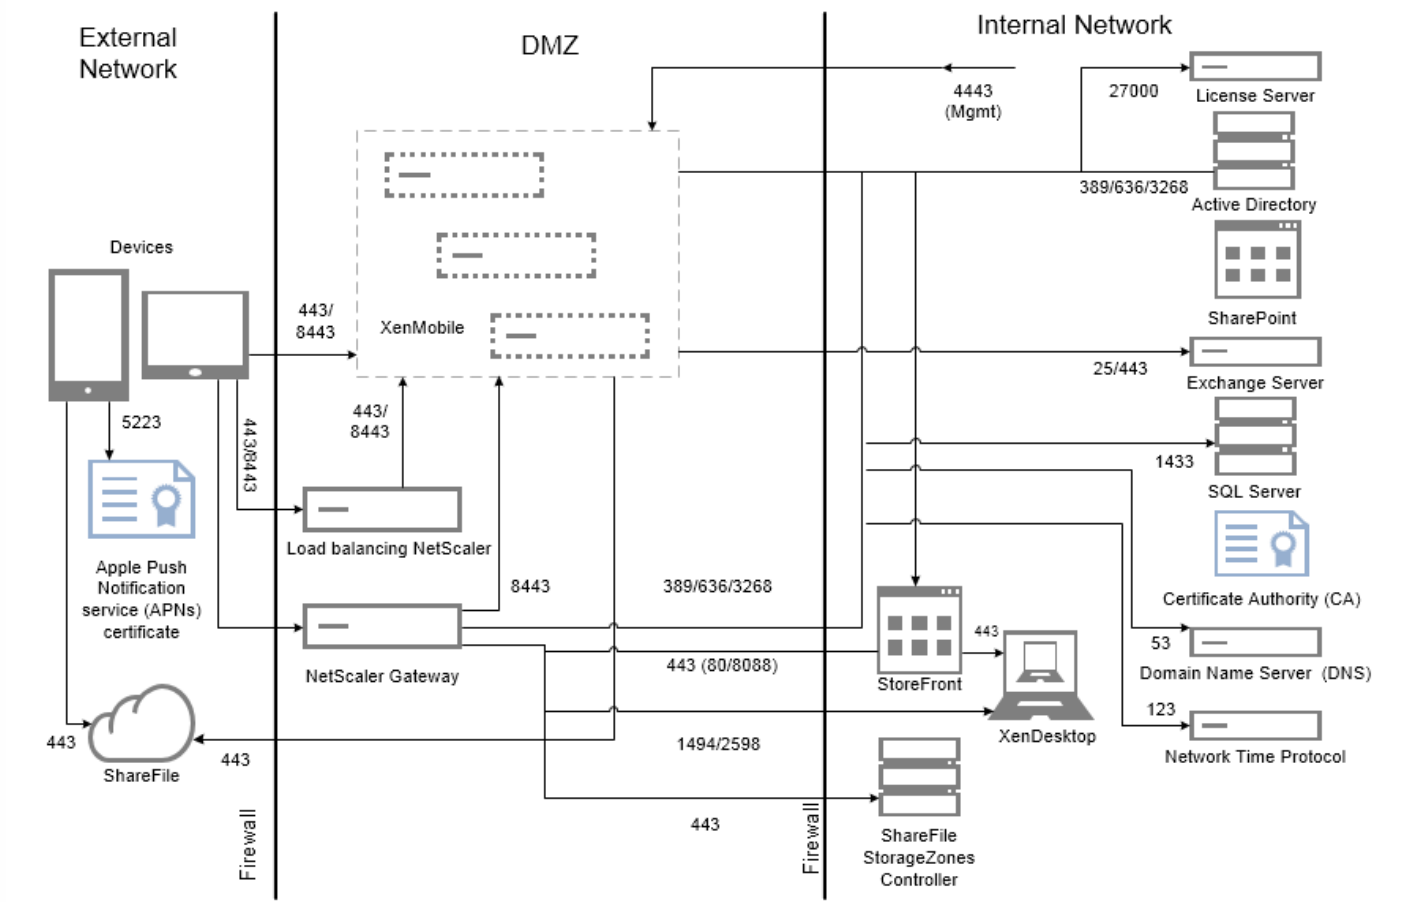 External
Network
DMZ
Internal Network
4443
(Mgmt)
27000
License Server
389/636/3268
Active Directory
Devices
443/
8443
XenMobile
SharePoint
25/443
Exchange Server
5223
443/8443
443/
8443
1433
SQL Server
Load balancing NetScaler
Apple Push
Notification
service (APNs)
certificate
8443
389/636/3268
Certificate Authority (CA)
443
53
Domain Name Server (DNS)
NetScaler Gateway
443 (80/8088)
StoreFront
123
XenDesktop
Network Time Protocol
443
443
ShareFile
1494/2598
Firewall
443
Firewall
ShareFile
StorageZones
Controller